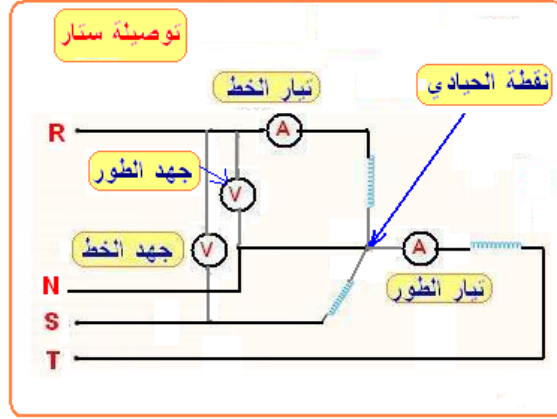 توصيلة ستار
نقطة الحيادي
تيار الخط
R
A
جهد الطور
V
جهد الخط
V
A
N
تيار الطور
S
T